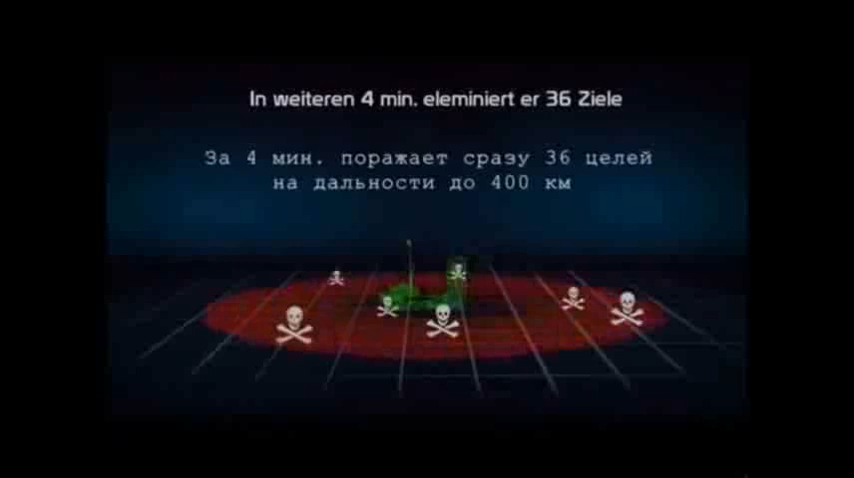 In weiteren 4 min. eleminiert er 36 Ziele
За 4 мин. поражает сразу 36 целей
на дальности до 400 км